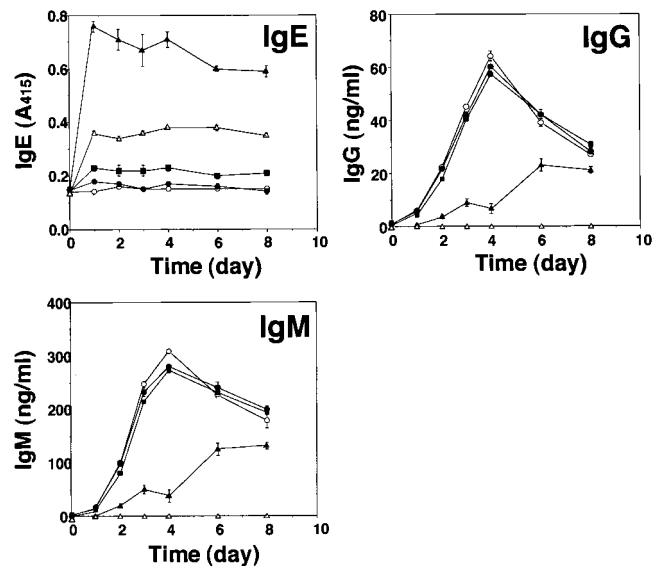 IgE
IgE (A415)
0.8
0.6
0.4
0.2
0.0
0 2 4 6 8 10
Time (day)
IgG
IgG (ng/ml)
80
60
40
20
0
0 2 4 6 8 10
Time (day)
IgM
IgM (ng/ml)
400
300
200
100
0
0 2 4 6 8 10
Time (day)